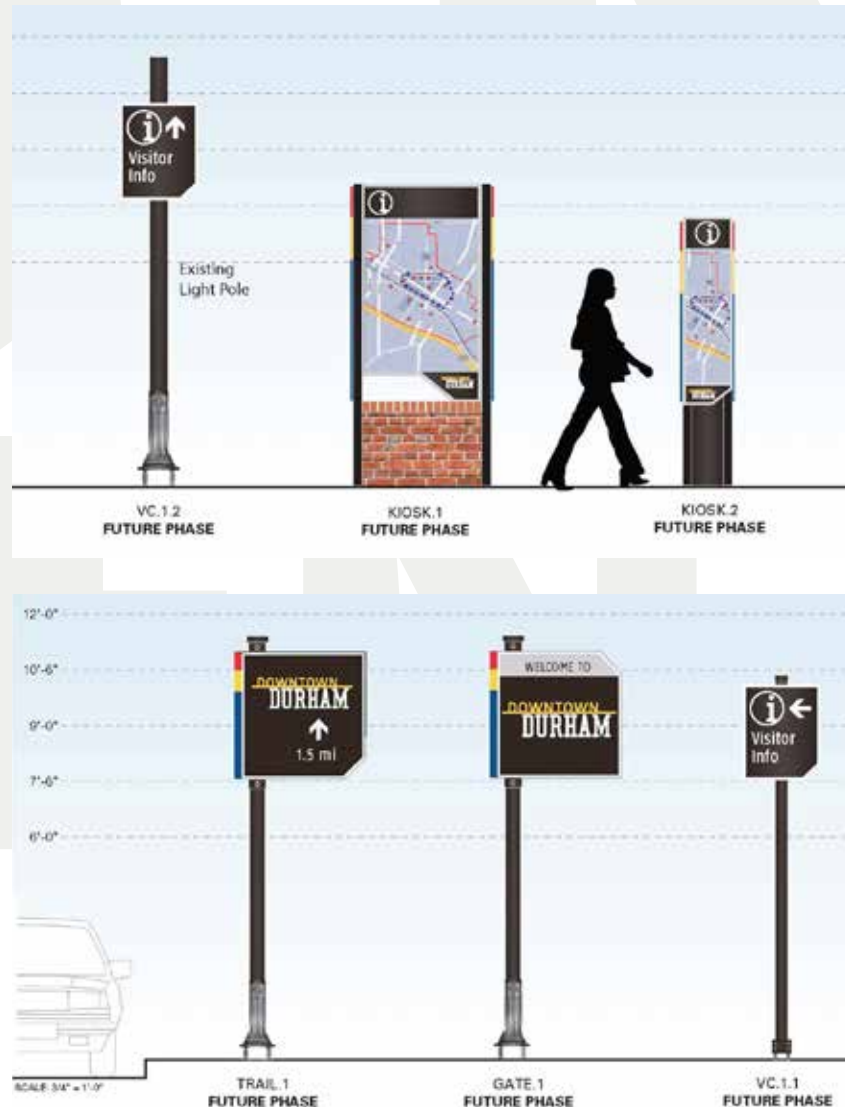 Visitor
Info
Existing
Light Pole
DURHAM
DURHAM
VC.1.2
FUTURE PHASE
KIOSK.1
FUTURE PHASE
KIOSK.2
FUTURE PHASE
12'-0"
10'-6"
9'-0"
7'-6"
6'-0"
DOWNTOWN
DURHAM
1.5 mi
WELCOME TO
DOWNTOWN
DURHAM
Visitor
Info
SCALE: 3/4" = 1'-0"
TRAIL.1
FUTURE PHASE
GATE.1
FUTURE PHASE
VC.1.1
FUTURE PHASE